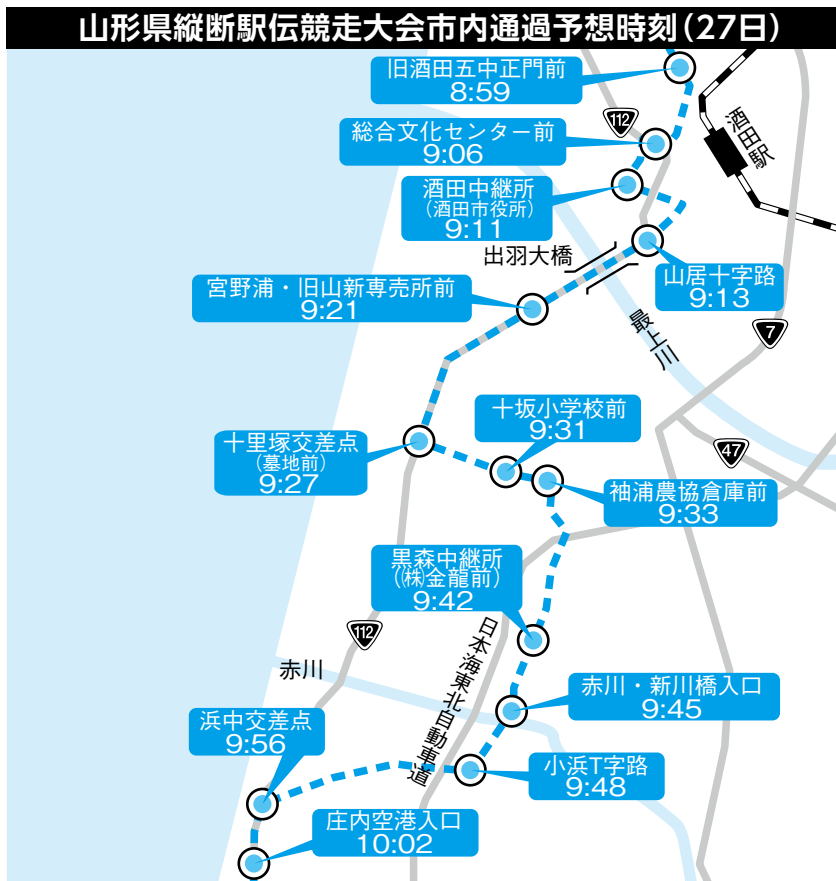 山形県縦断駅伝競走大会市内通過予想時刻(27日)
旧酒田五中正門前
8:59
112
総合文化センター前
9:06
酒田駅
酒田中継所
(酒田市役所)
9:11
出羽大橋
山居十字路
9:13
宮野浦・旧山新専売所前
9:21
最上川
7
十坂小学校前
9:31
十里塚交差点
(墓地前)
9:27
47
袖浦農協倉庫前
9:33
黒森中継所
(㈱金龍前)
9:42
112
日本海東北自動車道
赤川
赤川・新川橋入口
9:45
浜中交差点
9:56
小浜T字路
9:48
庄内空港入口
10:02